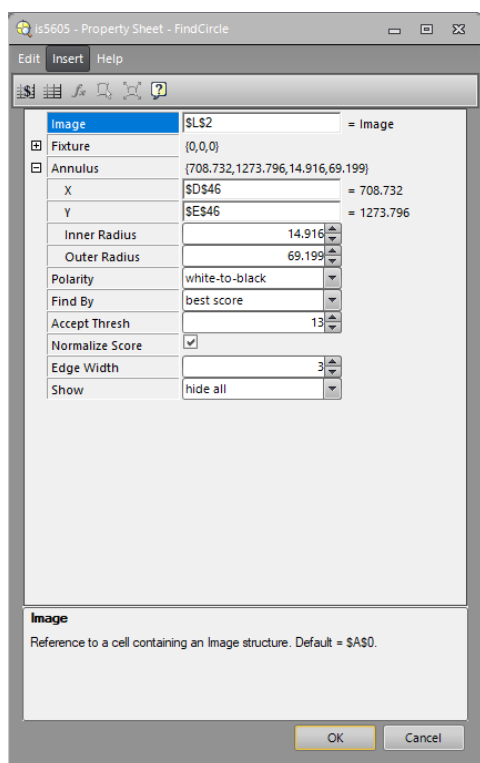 is5605 - Property Sheet - FindCircle
Edit Insert Help
Image $L$2 = Image
Fixture {0,0,0}
Annulus {708.732,1273.796,14.916,69.199}
X $D$46 = 708.732
Y $E$46 = 1273.796
Inner Radius 14.916
Outer Radius 69.199
Polarity white-to-black
Find By best score
Accept Thresh 13
Normalize Score
Edge Width 3
Show hide all
Image
Reference to a cell containing an Image structure. Default = $A$0.
OK Cancel